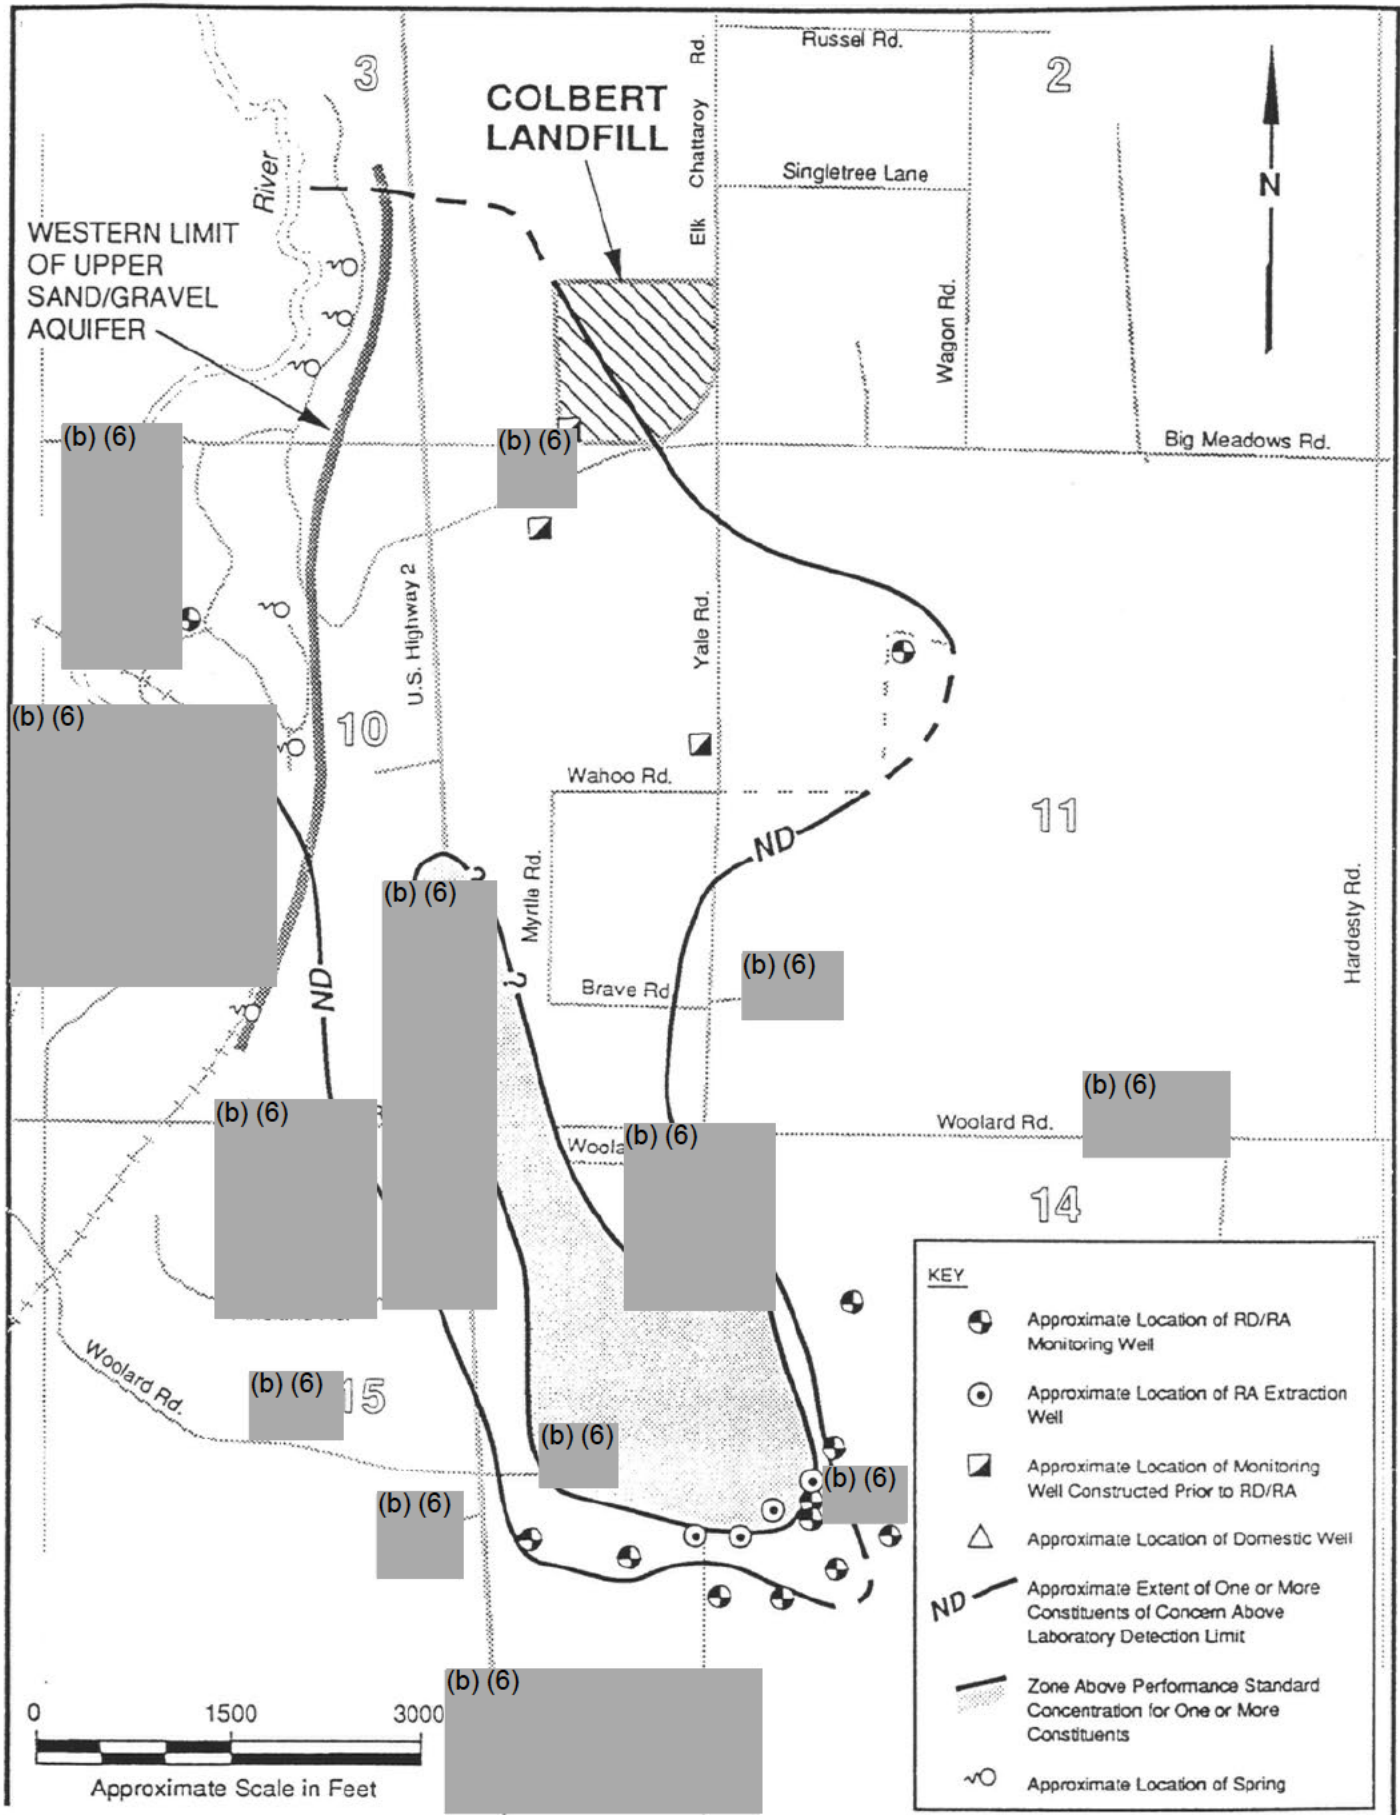 Russel Rd.
3
2
COLBERT
LANDFILL
Elk Chattaroy Rd.
Singletree Lane
N
River
WESTERN LIMIT
OF UPPER
SAND/GRAVEL
AQUIFER
Wagon Rd.
(b) (6)
(b) (6)
Big Meadows Rd.
U.S. Highway 2
Yale Rd.
(b) (6)
10
Wahoo Rd.
11
ND
Myrtle Rd.
Hardesty Rd.
?
(b) (6)
(b) (6)
ND
?
Brave Rd
(b) (6)
(b) (6)
(b) (6)
Woolard Rd.
Woola
14
Woolard Rd.
(b) (6)
15
(b) (6)
(b) (6)
(b) (6)
(b) (6)
KEY
Approximate Location of RD/RA
Monitoring Well
Approximate Location of RA Extraction
Well
Approximate Location of Monitoring
Well Constructed Prior to RD/RA
Approximate Location of Domestic Well
ND
Approximate Extent of One or More
Constituents of Concern Above
Laboratory Detection Limit
Zone Above Performance Standard
Concentration for One or More
Constituents
Approximate Location of Spring
0 1500 3000
Approximate Scale in Feet